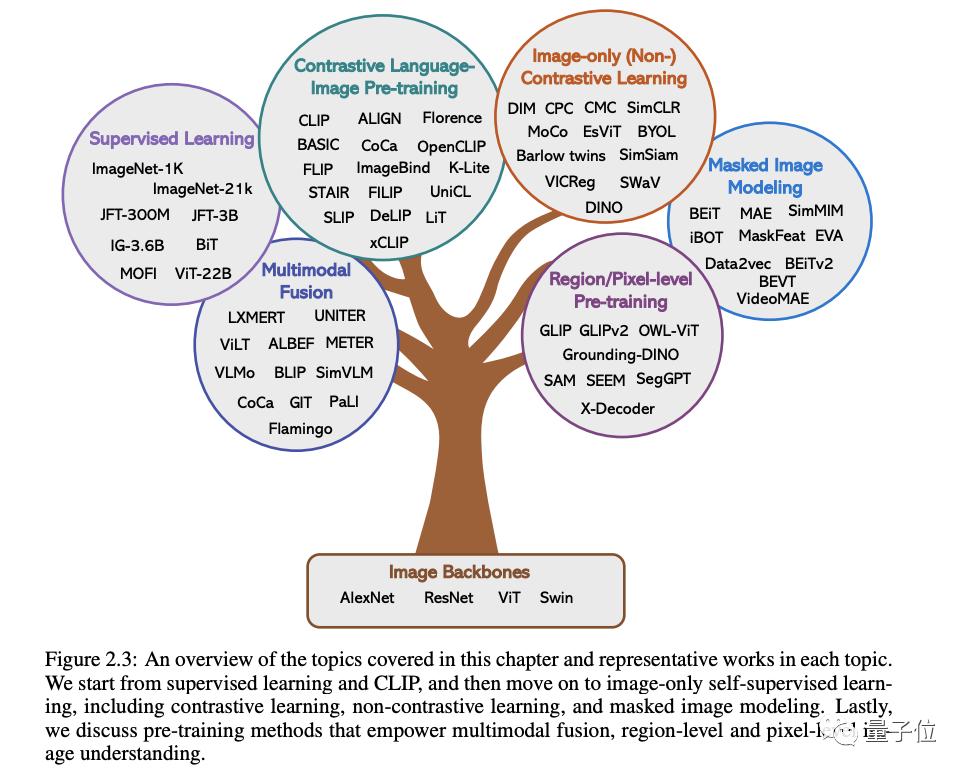 Supervised Learning
ImageNet-1K
ImageNet-21k
JFT-300M JFT-3B
IG-3.6B BiT
MOFI ViT-22B
Contrastive Language-
Image Pre-training
CLIP ALIGN Florence
BASIC CoCa OpenCLIP
FLIP ImageBind K-Lite
STAIR FILIP UniCL
SLIP DeLIP LiT
xCLIP
Image-only (Non-)
Contrastive Learning
DIM CPC CMC SimCLR
MoCo EsViT BYOL
Barlow twins SimSiam
VICReg SWaV
DINO
Masked Image
Modeling
BEiT MAE SimMIM
iBOT MaskFeat EVA
Data2vec BEiTv2
BEVT
VideoMAE
Multimodal
Fusion
LXMERT UNITER
ViLT ALBEF METER
VLMo BLIP SimVLM
CoCa GIT PaLI
Flamingo
Region/Pixel-level
Pre-training
GLIP GLIPv2 OWL-ViT
Grounding-DINO
SAM SEEM SegGPT
X-Decoder
Image Backbones
AlexNet ResNet ViT Swin
Figure 2.3: An overview of the topics covered in this chapter and representative works in each topic.
We start from supervised learning and CLIP, and then move on to image-only self-supervised learn-
ing, including contrastive learning, non-contrastive learning, and masked image modeling. Lastly,
we discuss pre-training methods that empower multimodal fusion, region-level and
age understanding.
量子位